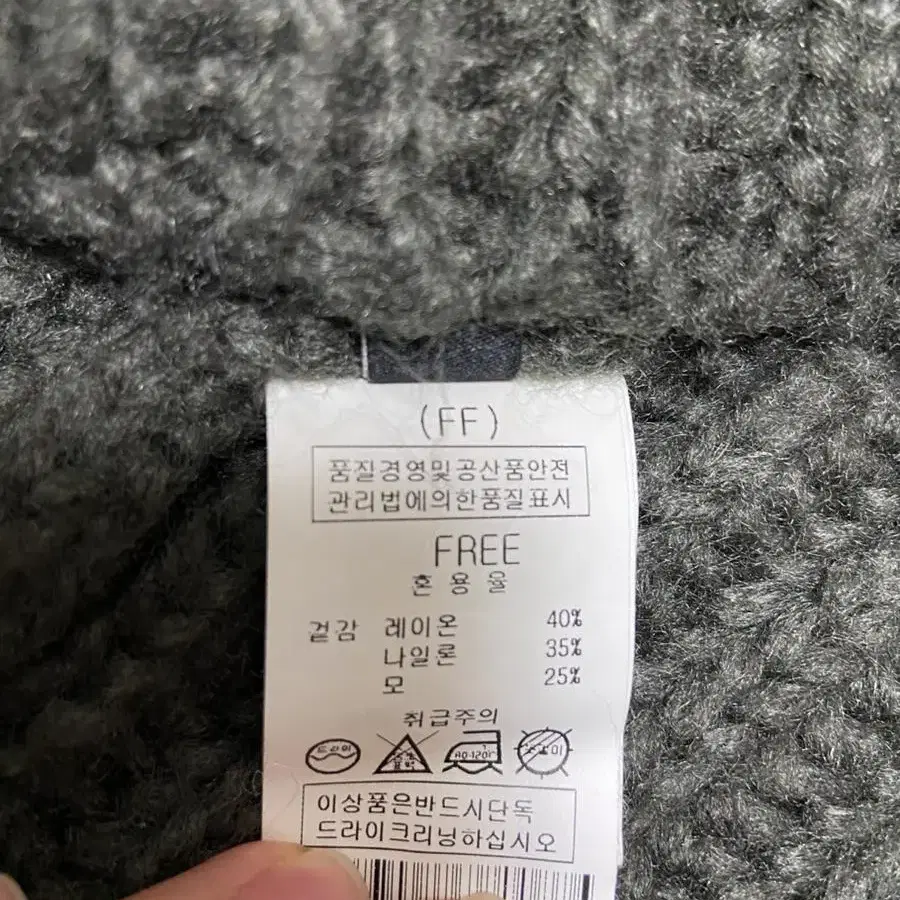 (FF)
품질경영및공산품안전
관리법에의한품질표시
FREE
혼용율
겉감 레이온 40%
나일론 35%
모 25%
취급주의
드라이
이상품은반드시단독
드라이크리닝하십시오